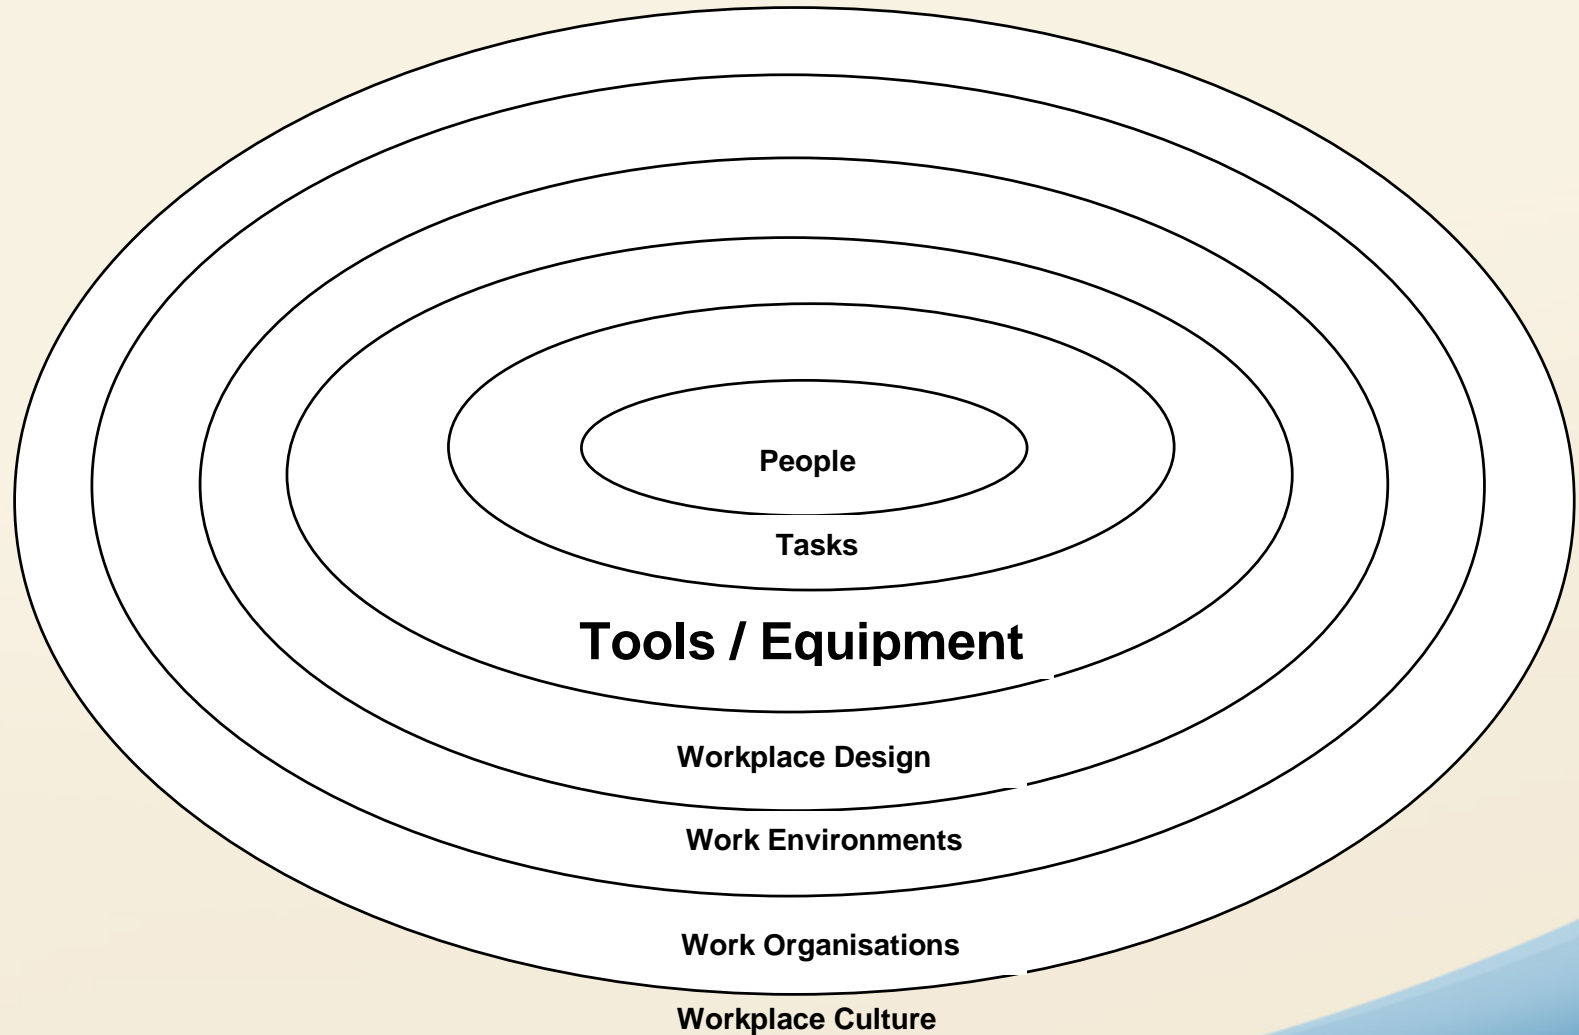 People
Tasks
Tools / Equipment
Workplace Design
Work Environments
Work Organisations
Workplace Culture